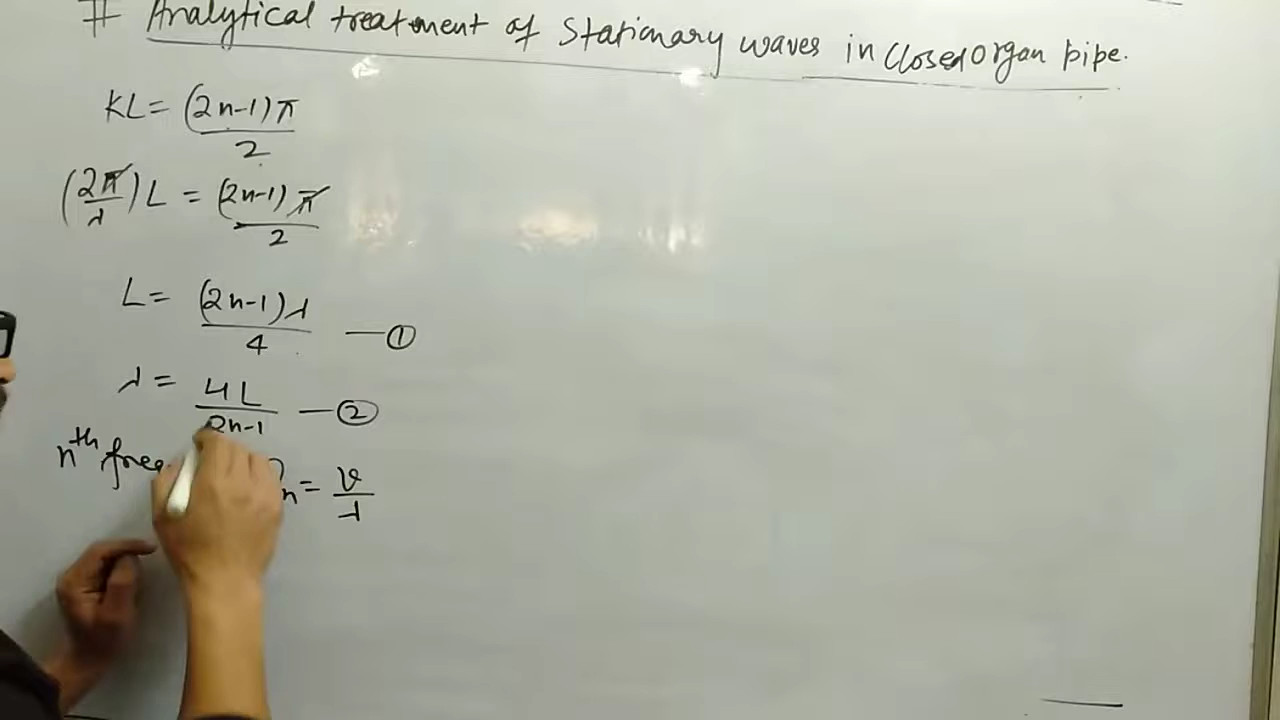 # Analytical treatment of Stationary waves in Closed Organ pipe.
KL = (2n-1)π/2
(2π/λ)L = (2n-1)π/2
L = (2n-1)λ/4 —①
λ = 4L/2n-1 —②
nth n = v/λ